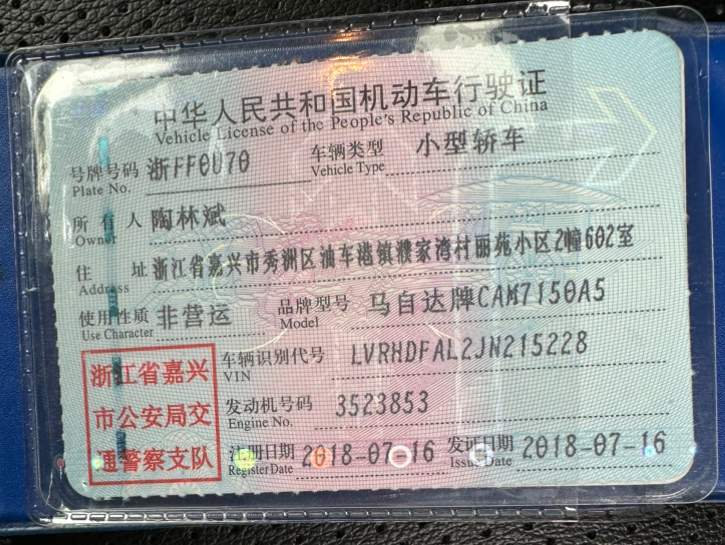 中华人民共和国机动车行驶证
Vehicle License of the People's Republic of China
号牌号码 浙FF0U70 车辆类型 小型轿车
Plate No. Vehicle Type
所有人 陶林斌
Owner
住址 浙江省嘉兴市秀洲区油车港镇濮家湾村丽苑小区2幢602室
Address
使用性质 非营运 品牌型号 马自达牌CAM7150A5
Use Character Model
浙江省嘉兴
市公安局交
通警察支队
车辆识别代号 LVRHDFAL2JN215228
VIN
发动机号码 3523853
Engine No.
注册日期 2018-07-16 发证日期 2018-07-16
Register Date Issue Date